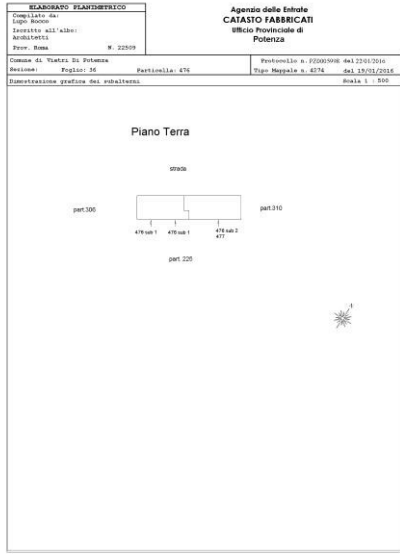 ELABORATO PLANIMETRICO
Compilato da:
Lupo Rocco
Iscritto all'albo:
Architetti
Prov. Roma N. 22509
Agenzia delle Entrate
CATASTO FABBRICATI
Ufficio Provinciale di
Potenza
Comune di Vietri Di Potenza
Protocollo n. PZ0005998 del 22/01/2016
Sezione: Foglio: 36 Particella: 476
Tipo Mappale n. 4274 del 19/01/2016
Dimostrazione grafica dei subalterni
Scala 1 : 500
Piano Terra
strada
part.306
part.310
476 sub 1
476 sub 1
476 sub 2
477
part. 225